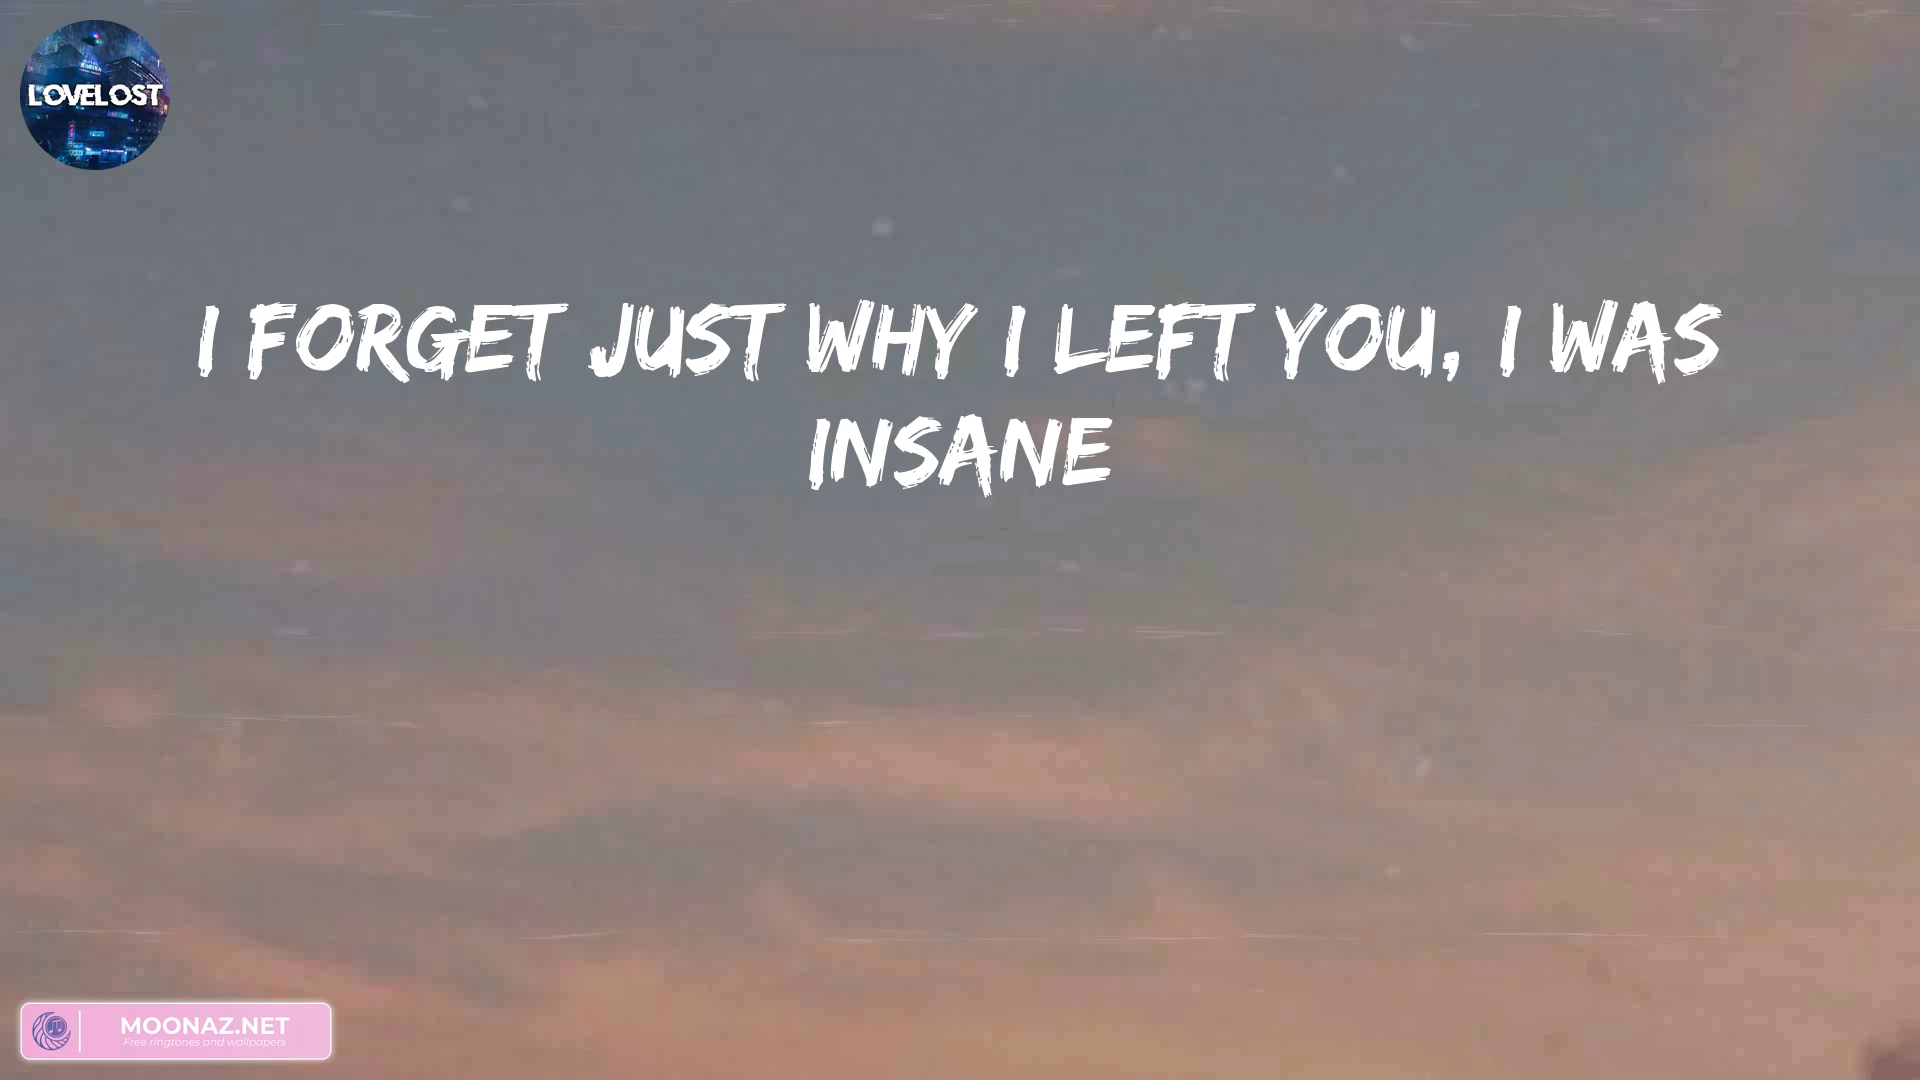 LOVELOST
I FORGET JUST WHY I LEFT YOU, I WAS
INSANE
MOONAZ.NET
Free ringtones and wallpapers